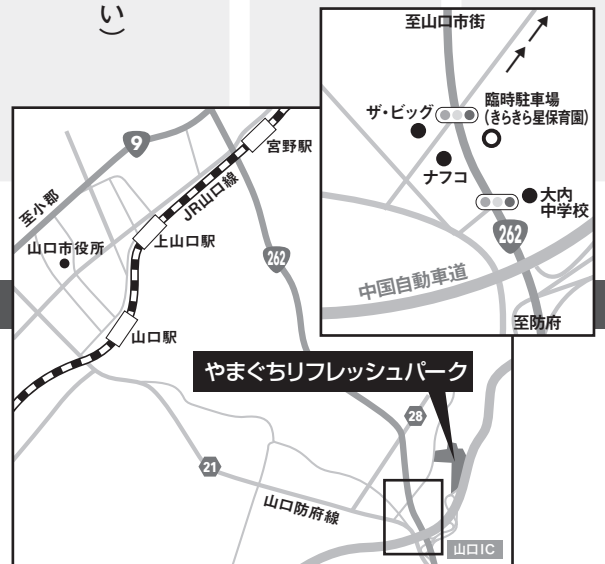 い）
至山口市街
ザ・ビッグ
臨時駐車場
（きらきら星保育園）
ナフコ
大内
中学校
262
中国自動車道
至防府
9
宮野駅
至小郡
JR山口線
上山口駅
山口市役所
262
山口駅
やまぐちリフレッシュパーク
28
21
山口防府線
山口IC